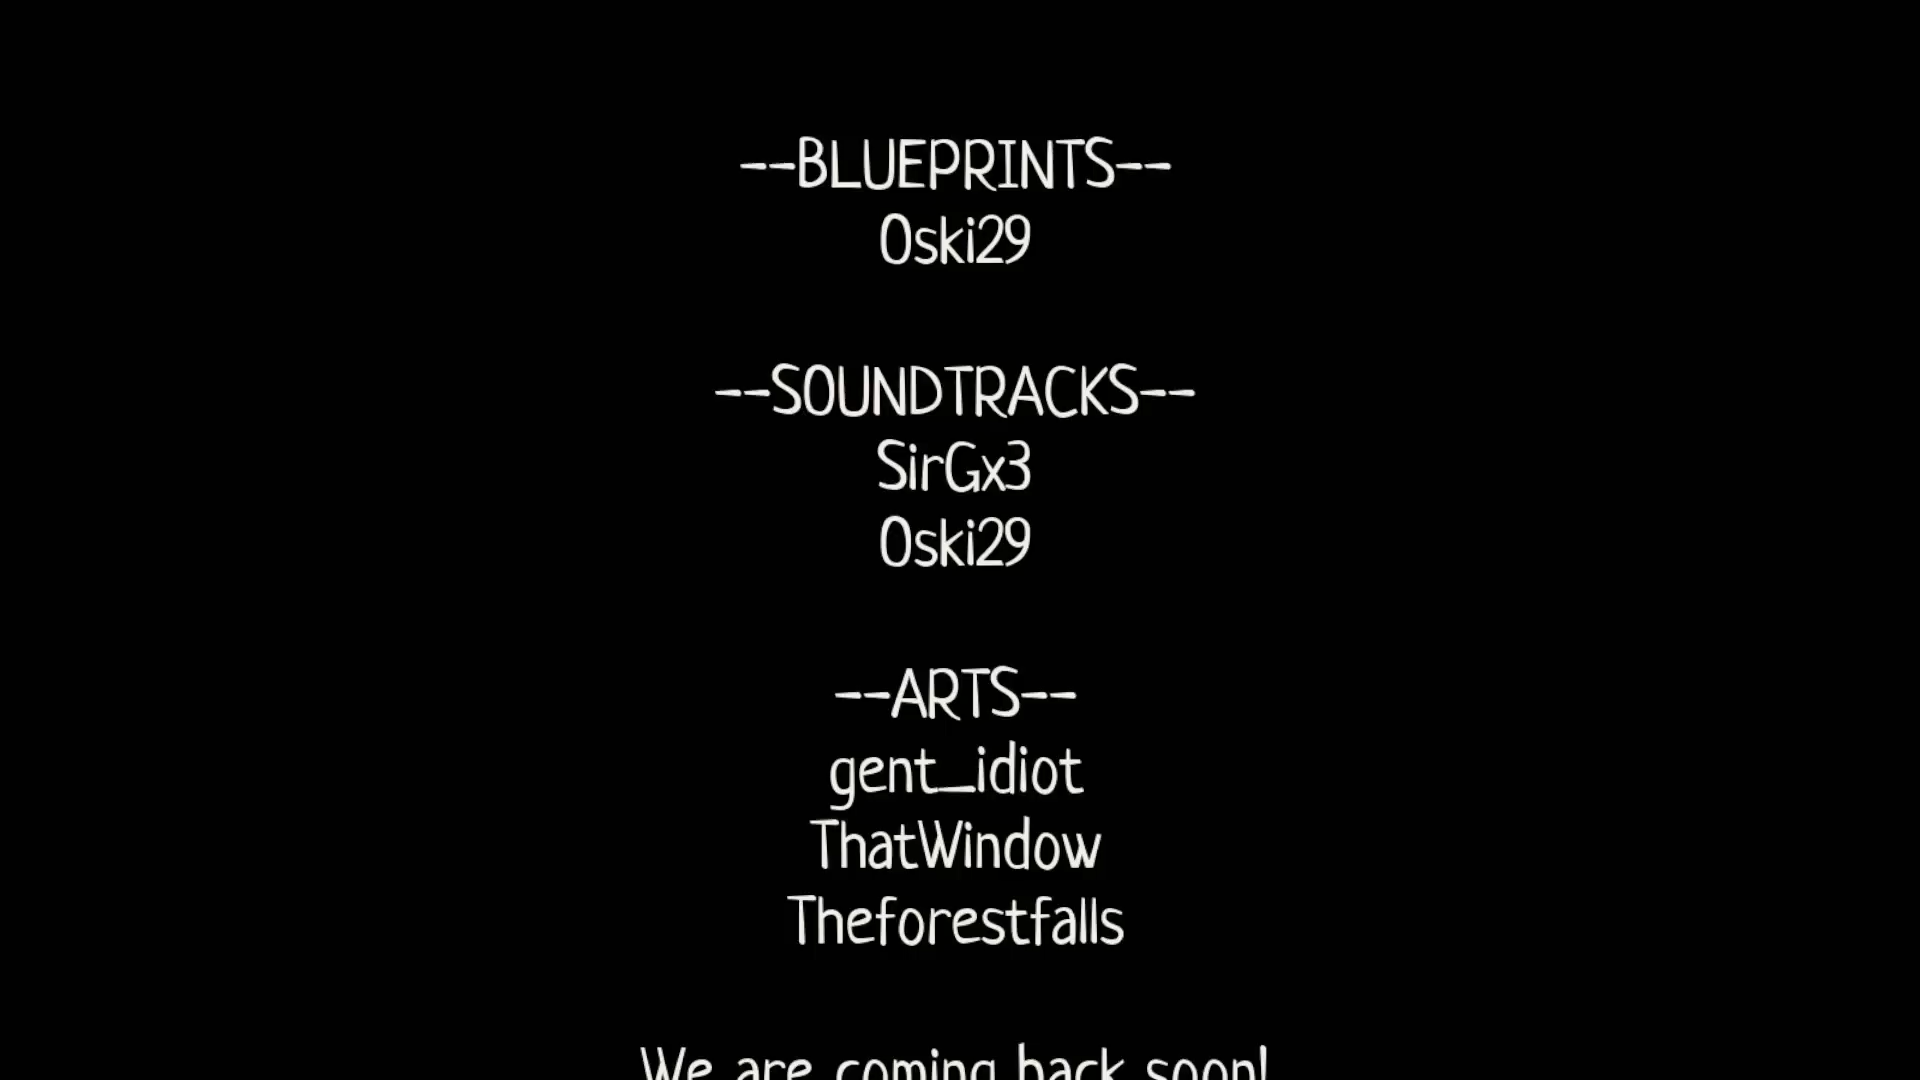 --BLUEPRINTS--
Oski29
--SOUNDTRACKS--
SirGx3
Oski29
--ARTS--
gent_idiot
ThatWindow
Theforestfalls
We are coming back soon!